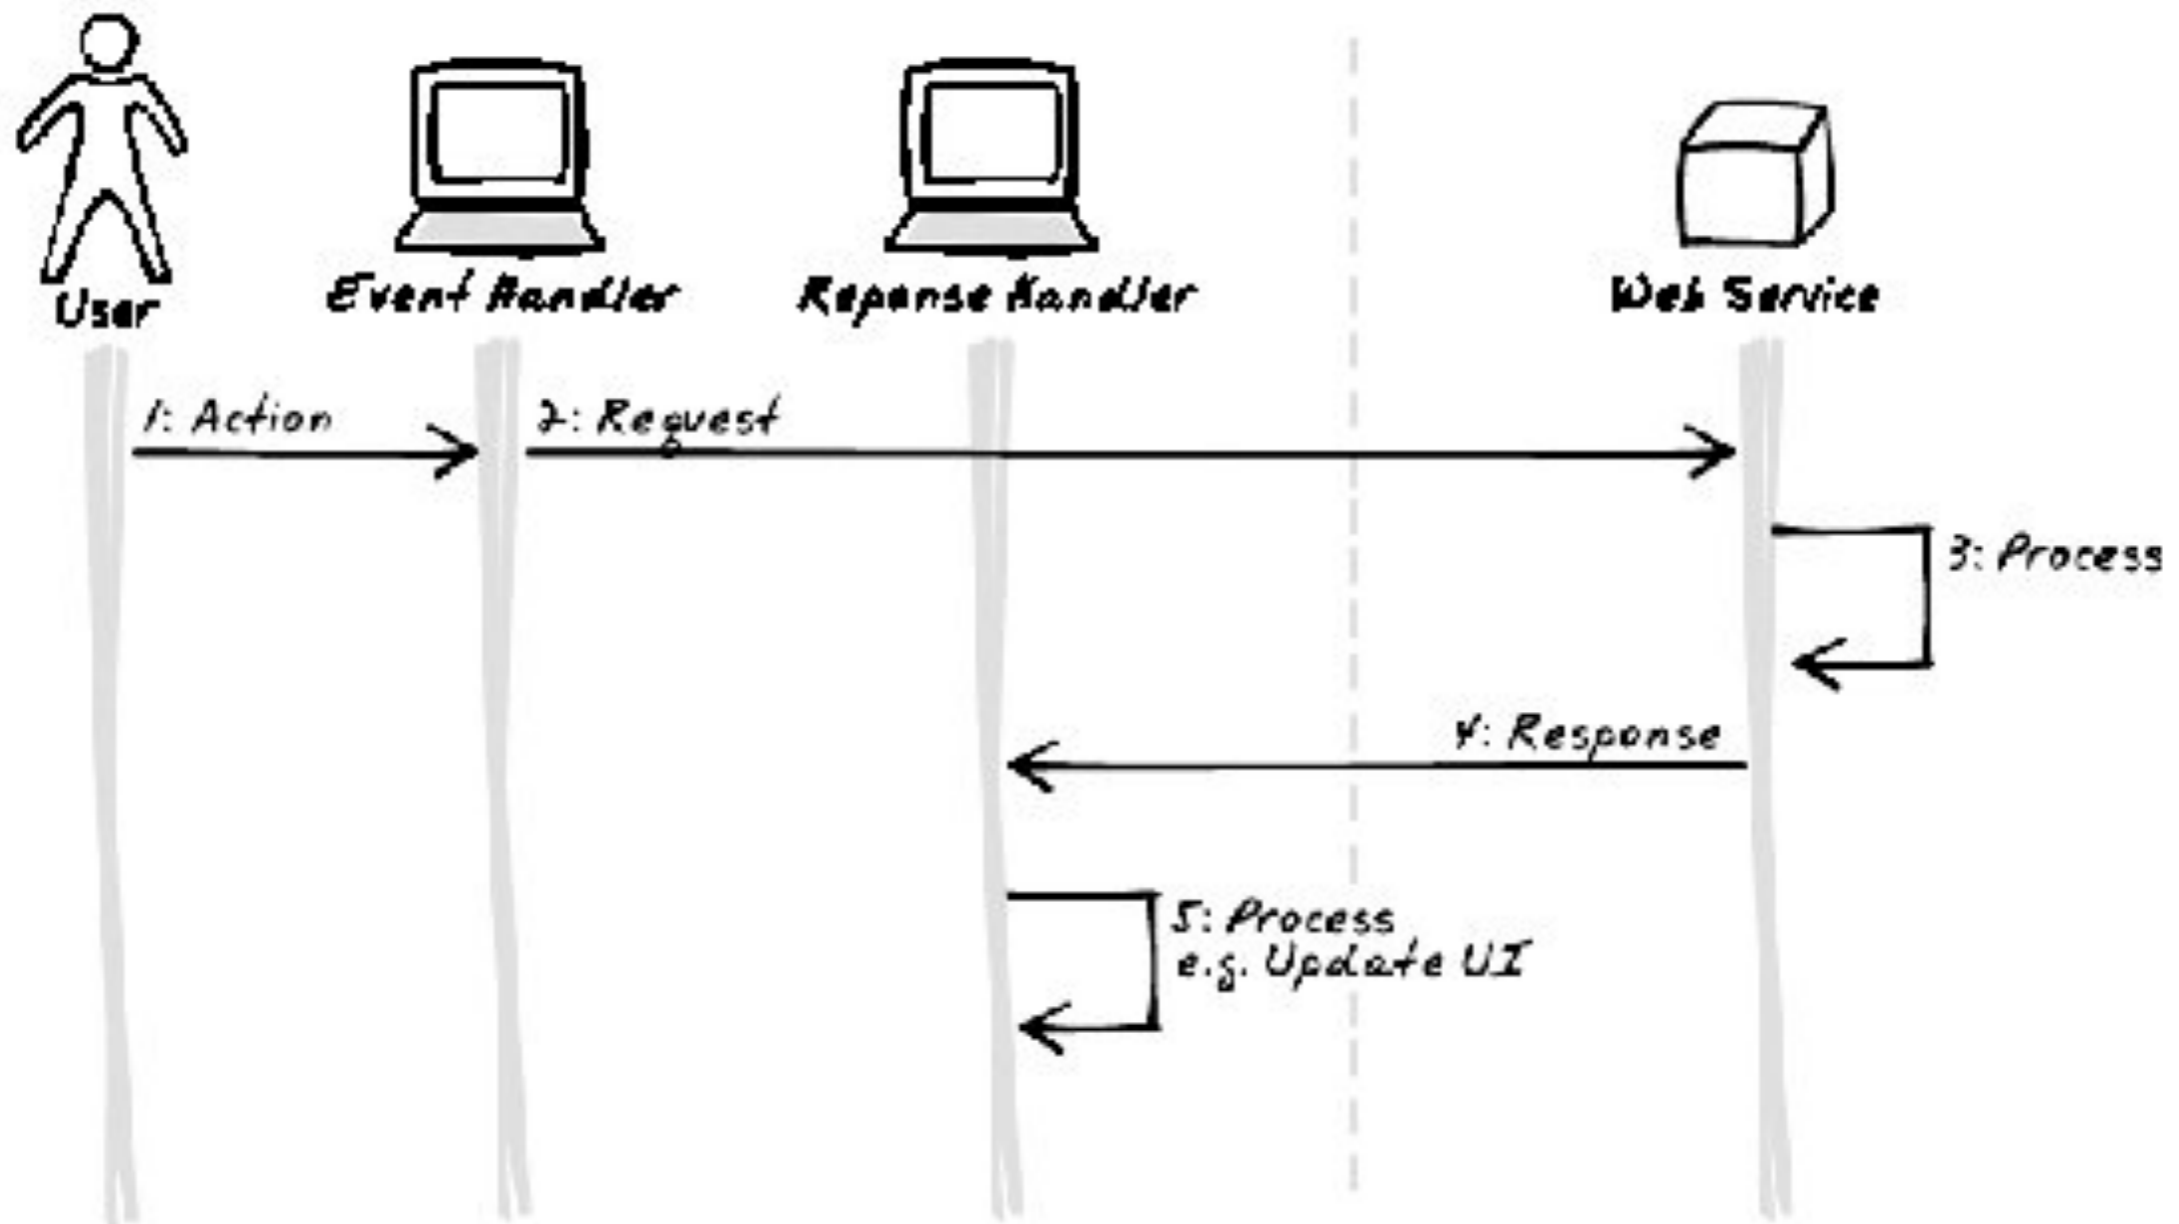 User
Event Handler
Reponse Handler
Web Service
1: Action
2: Request
3: Process
4: Response
5: Process
e.g. Update UI